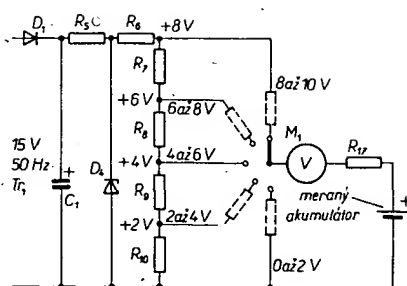 D₁
R₅C
R₆
+8V
R₇
8až10V
+6V
6až8V
R₈
M₁
R₁₇
15 V
50 Hz
Tr₁
+
C₁
D₄
+4V
4až6V
V
R₉
meraný
akumulátor
+
+2V
2až4V
R₁₀
0až2V